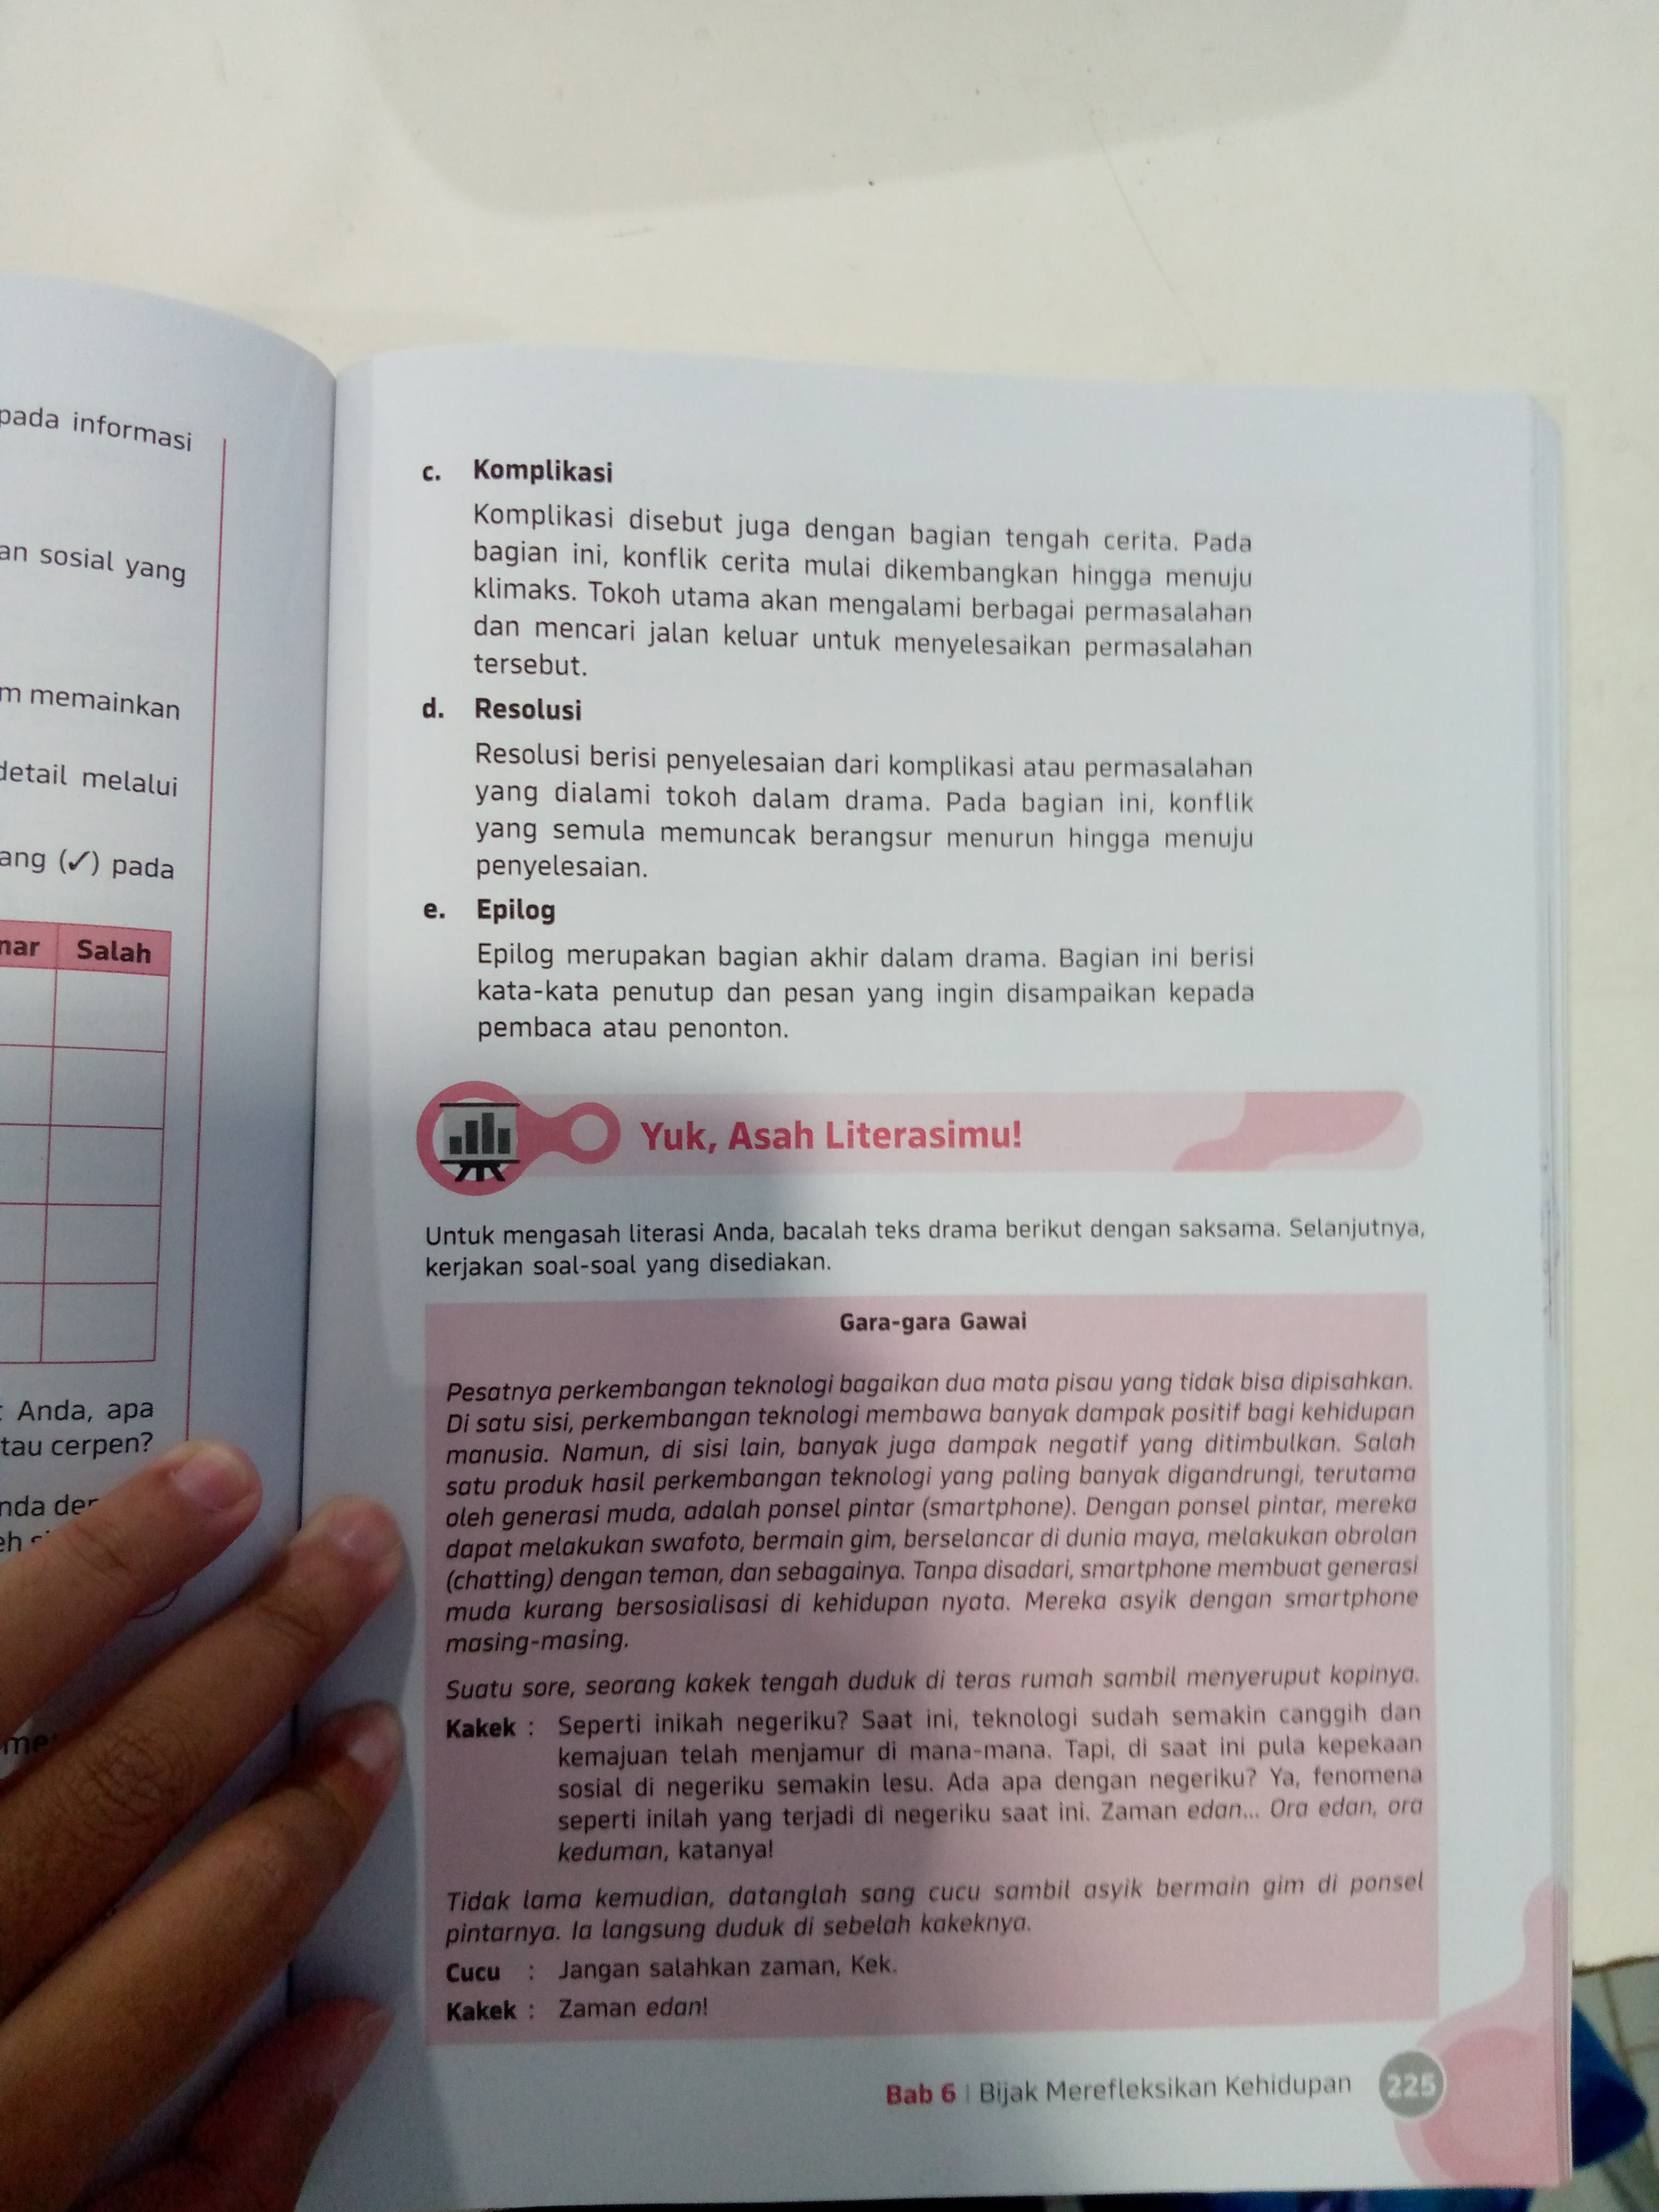 pada informasi
an sosial yang
m memainkan
detail melalui
ang (✓) pada
nar Salah
Anda, apa
tau cerpen?
nda
c. Komplikasi
Komplikasi disebut juga dengan bagian tengah cerita. Pada
bagian ini, konflik cerita mulai dikembangkan hingga menuju
klimaks. Tokoh utama akan mengalami berbagai permasalahan
dan mencari jalan keluar untuk menyelesaikan permasalahan
tersebut.
d. Resolusi
Resolusi berisi penyelesaian dari komplikasi atau permasalahan
yang dialami tokoh dalam drama. Pada bagian ini, konflik
yang semula memuncak berangsur menurun hingga menuju
penyelesaian.
e. Epilog
Epilog merupakan bagian akhir dalam drama. Bagian ini berisi
kata-kata penutup dan pesan yang ingin disampaikan kepada
pembaca atau penonton.
Yuk, Asah Literasimu!
Untuk mengasah literasi Anda, bacalah teks drama berikut dengan saksama. Selanjutnya,
kerjakan soal-soal yang disediakan.
Gara-gara Gawai
Pesatnya perkembangan teknologi bagaikan dua mata pisau yang tidak bisa dipisahkan.
Di satu sisi, perkembangan teknologi membawa banyak dampak positif bagi kehidupan
manusia. Namun, di sisi lain, banyak juga dampak negatif yang ditimbulkan. Salah
satu produk hasil perkembangan teknologi yang paling banyak digandrungi, terutama
oleh generasi muda, adalah ponsel pintar (smartphone). Dengan ponsel pintar, mereka
dapat melakukan swafoto, bermain gim, berselancar di dunia maya, melakukan obrolan
(chatting) dengan teman, dan sebagainya. Tanpa disadari, smartphone membuat generasi
muda kurang bersosialisasi di kehidupan nyata. Mereka asyik dengan smartphone
masing-masing.
Suatu sore, seorang kakek tengah duduk di teras rumah sambil menyeruput kopinya.
Kakek : Seperti inikah negeriku? Saat ini, teknologi sudah semakin canggih dan
kemajuan telah menjamur di mana-mana. Tapi, di saat ini pula kepekaan
sosial di negeriku semakin lesu. Ada apa dengan negeriku? Ya, fenomena
seperti inilah yang terjadi di negeriku saat ini. Zaman edan... Ora edan, ora
keduman, katanya!
Tidak lama kemudian, datanglah sang cucu sambil asyik bermain gim di ponsel
pintarnya. Ia langsung duduk di sebelah kakeknya.
Cucu : Jangan salahkan zaman, Kek.
Kakek : Zaman edan!
Bab 6 | Bijak Merefleksikan Kehidupan 225